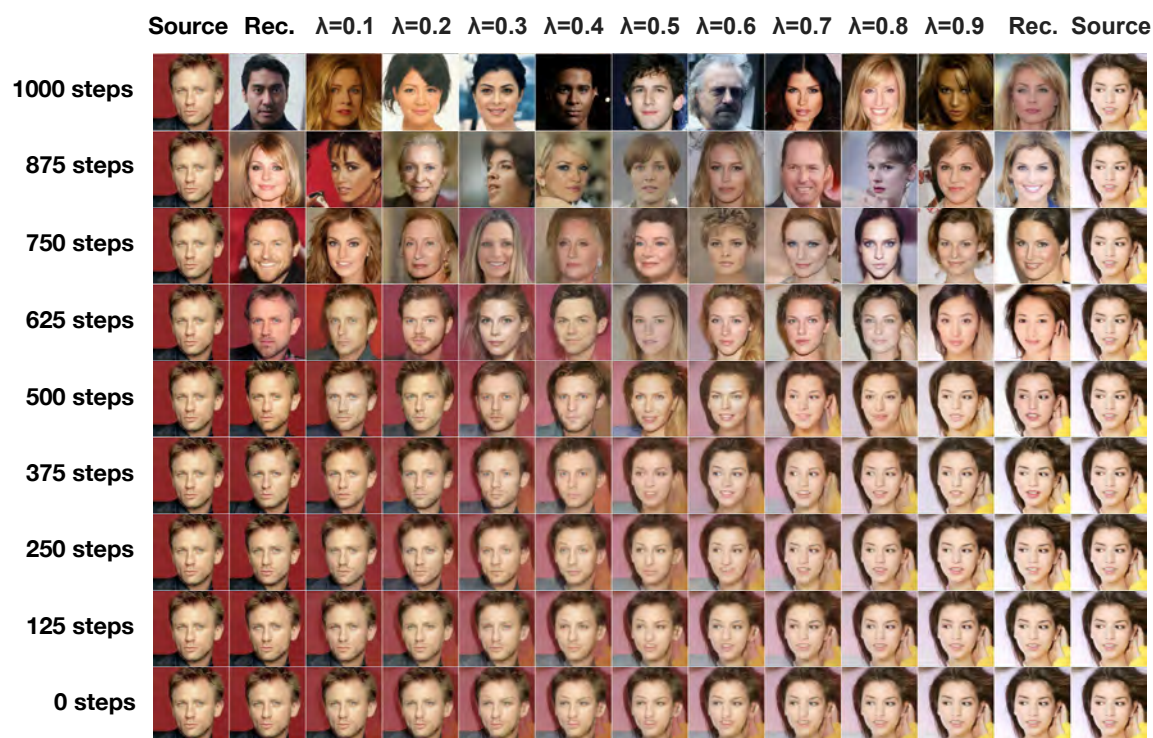 Source Rec. λ=0.1 λ=0.2 λ=0.3 λ=0.4 λ=0.5 λ=0.6 λ=0.7 λ=0.8 λ=0.9 Rec. Source
1000 steps
875 steps
750 steps
625 steps
500 steps
375 steps
250 steps
125 steps
0 steps